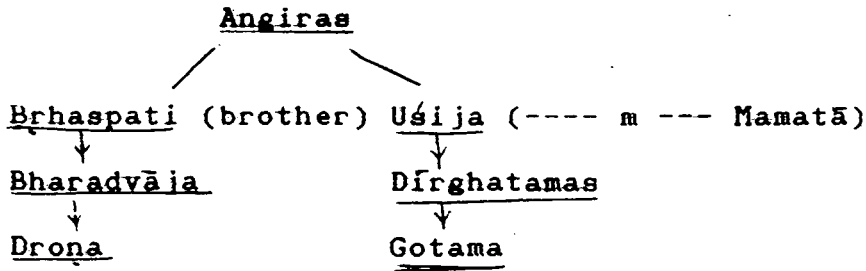 Angiras
Bṛhaspati (brother) Uśija (---- m --- Mamatā)
Bharadvāja Dīrghatamas
Droṇa Gotama